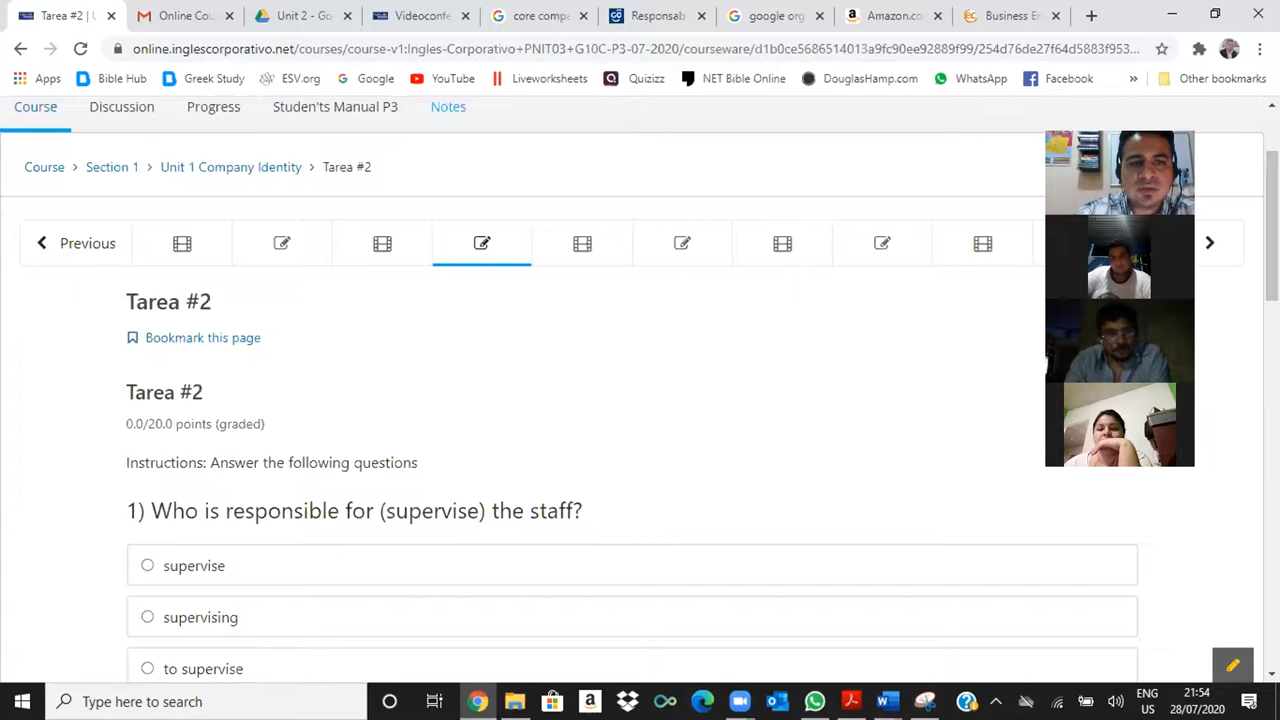 Tarea #2 |
Online Cou
Unit 2 - Go
Videoconfe
core compa
Responsab
google org
Amazon.co
Business En
online.inglescorporativo.net/courses/course-v1:Ingles-Corporativo+PNIT03+G10C-P3-07-2020/courseware/d1b0ce5686514013a9fc90ee92889f99/254d76de27f64d5883f953...
Apps
Bible Hub
Greek Study
ESV.org
Google
YouTube
Liveworksheets
Quizizz
NET Bible Online
DouglasHamp.com
WhatsApp
Facebook
»
Other bookmarks
Course
Discussion
Progress
Studen'ts Manual P3
Notes
Course > Section 1 > Unit 1 Company Identity > Tarea #2
Previous
Tarea #2
Bookmark this page
Tarea #2
0.0/20.0 points (graded)
Instructions: Answer the following questions
1) Who is responsible for (supervise) the staff?
supervise
supervising
to supervise
Type here to search
ENG
US
21:54
28/07/2020